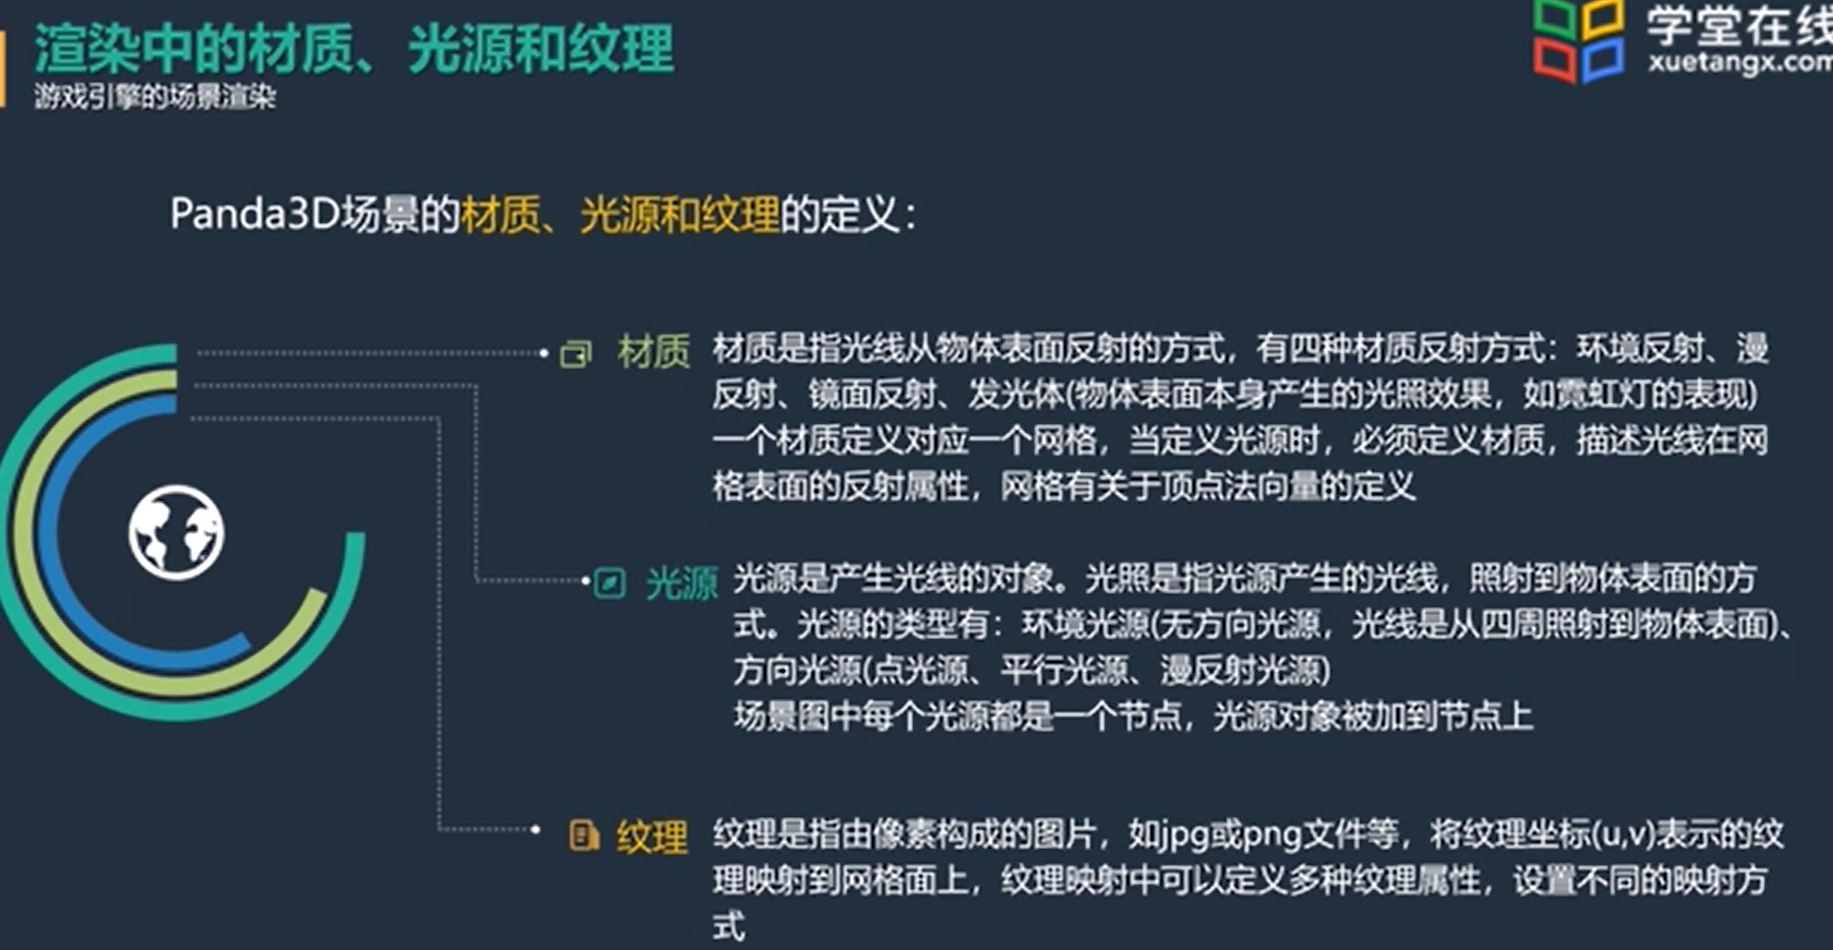 渲染中的材质、光源和纹理
游戏引擎的场景渲染
学堂在线
xuetangx.com
Panda3D场景的材质、光源和纹理的定义：
材质
材质是指光线从物体表面反射的方式，有四种材质反射方式：环境反射、漫
反射、镜面反射、发光体(物体表面本身产生的光照效果，如霓虹灯的表现)
一个材质定义对应一个网格，当定义光源时，必须定义材质，描述光线在网
格表面的反射属性，网格有关于顶点法向量的定义
光源
光源是产生光线的对象。光照是指光源产生的光线，照射到物体表面的方
式。光源的类型有：环境光源(无方向光源，光线是从四周照射到物体表面)、
方向光源(点光源、平行光源、漫反射光源)
场景图中每个光源都是一个节点，光源对象被加到节点上
纹理
纹理是指由像素构成的图片，如jpg或png文件等，将纹理坐标(u,v)表示的纹
理映射到网格面上，纹理映射中可以定义多种纹理属性，设置不同的映射方
式